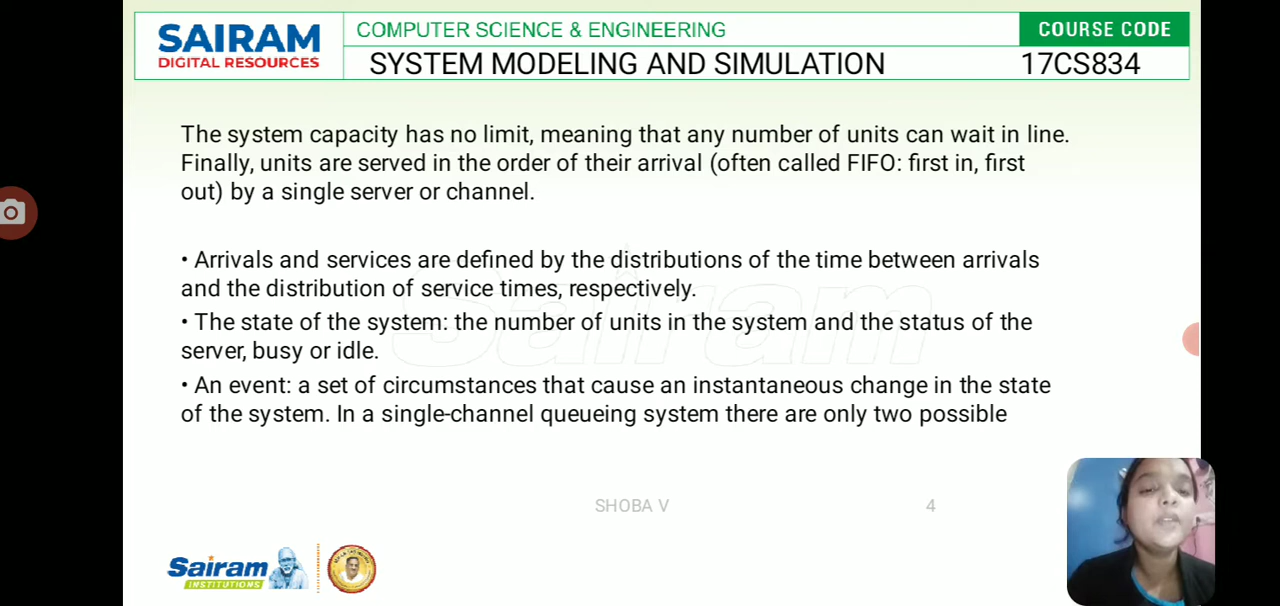 SAIRAM
DIGITAL RESOURCES
COMPUTER SCIENCE & ENGINEERING
COURSE CODE
SYSTEM MODELING AND SIMULATION
17CS834
The system capacity has no limit, meaning that any number of units can wait in line.
Finally, units are served in the order of their arrival (often called FIFO: first in, first
out) by a single server or channel.
• Arrivals and services are defined by the distributions of the time between arrivals
and the distribution of service times, respectively.
• The state of the system: the number of units in the system and the status of the
server, busy or idle.
• An event: a set of circumstances that cause an instantaneous change in the state
of the system. In a single-channel queueing system there are only two possible
Sairam
SHOBA V
4
Sairam
INSTITUTIONS